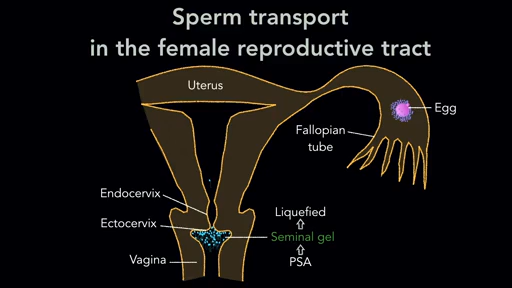 Sperm transport
in the female reproductive tract
Uterus
Egg
Fallopian
tube
Endocervix
Ectocervix
Vagina
Liquefied
Seminal gel
PSA